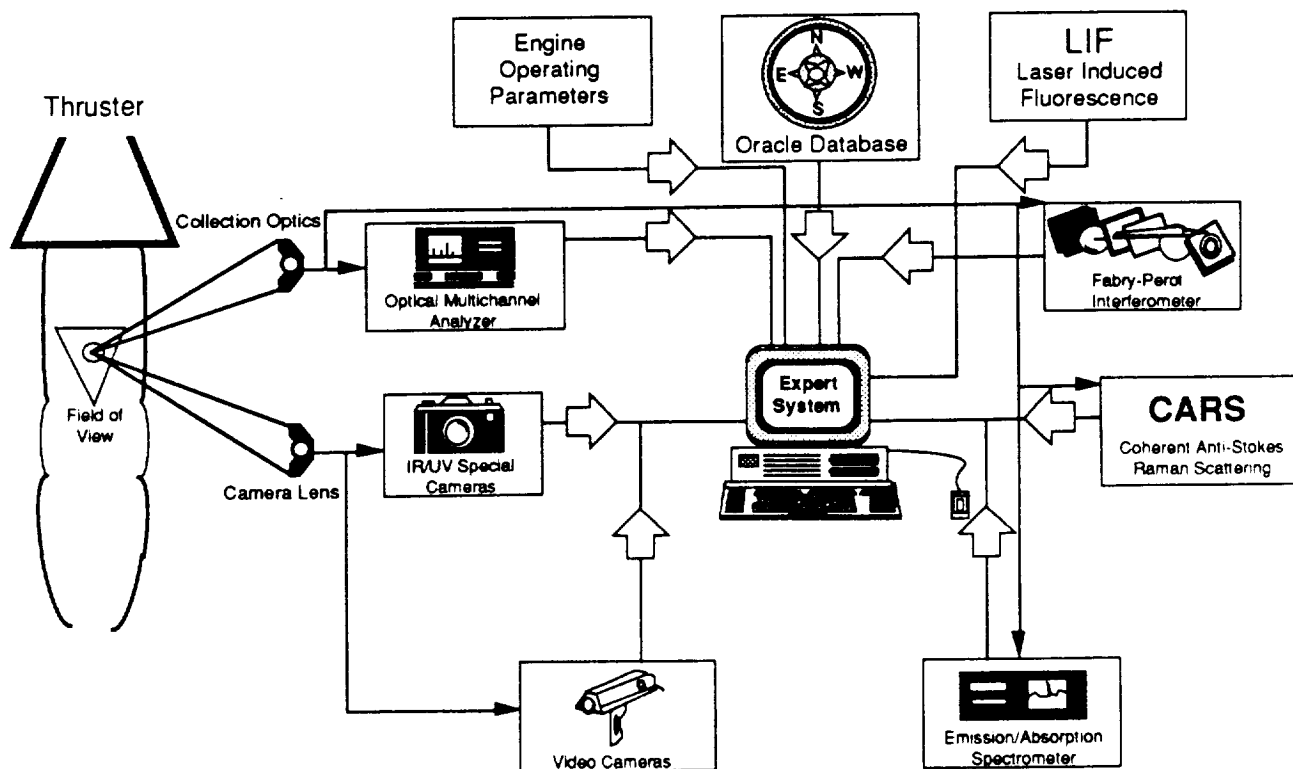 Engine
Operating
Parameters
N
E
W
S
Oracle Database
LIF
Laser Induced
Fluorescence
Thruster
Collection Optics
Optical Multichannel
Analyzer
Fabry-Perot
Interferometer
Field of
View
Expert
System
IR/UV Special
Cameras
Camera Lens
CARS
Coherent Anti-Stokes
Raman Scattering
Video Cameras
Emission/Absorption
Spectrometer